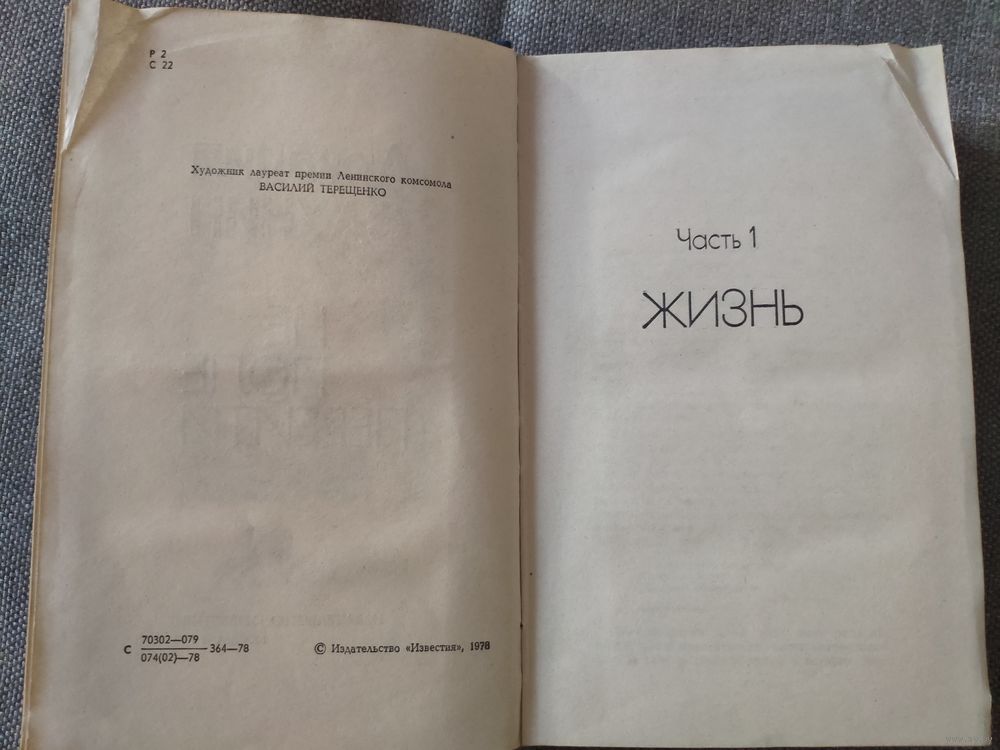 Р 2
С 22
Художник лауреат премии Ленинского комсомола
ВАСИЛИЙ ТЕРЕЩЕНКО
С 70302—079
074(02)—78 364—78
© Издательство «Известия», 1978
Часть 1
ЖИЗНЬ